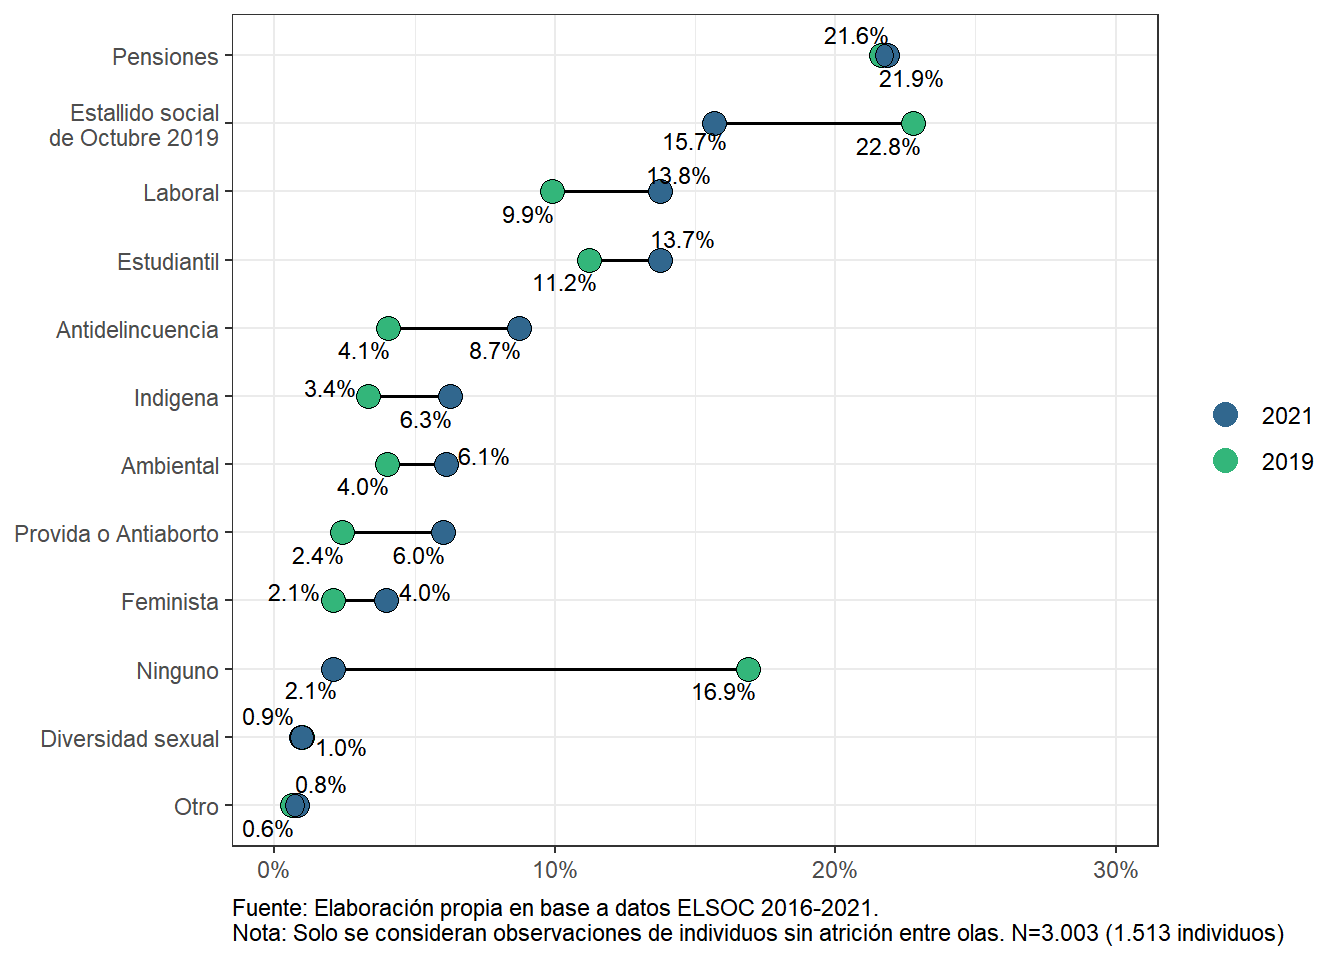 Pensiones
21.6%
21.9%
Estallido social
de Octubre 2019
15.7%
22.8%
Laboral
9.9%
13.8%
Estudiantil
11.2%
13.7%
Antidelincuencia
4.1%
8.7%
Indigena
3.4%
6.3%
Ambiental
4.0%
6.1%
Provida o Antiaborto
2.4%
6.0%
Feminista
2.1%
4.0%
Ninguno
2.1%
16.9%
Diversidad sexual
0.9%
1.0%
Otro
0.8%
0.6%
0%
10%
20%
30%
2021
2019
Fuente: Elaboración propia en base a datos ELSOC 2016-2021.
Nota: Solo se consideran observaciones de individuos sin atrición entre olas. N=3.003 (1.513 individuos)